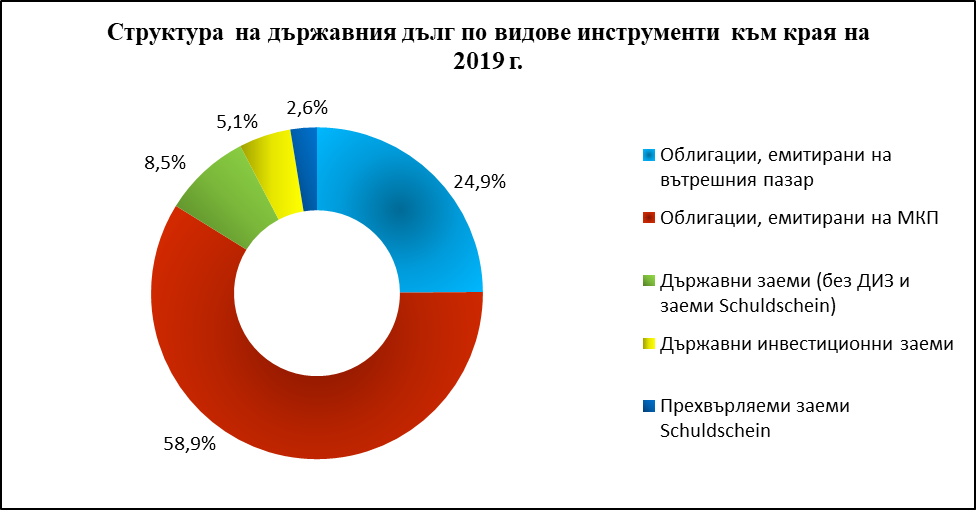 Структура на държавния дълг по видове инструменти към края на
2019 г.
2,6%
5,1%
8,5%
24,9%
58,9%
Облигации, емитирани на
вътрешния пазар
Облигации, емитирани на МКП
Държавни заеми (без ДИЗ и
заеми Schuldschein)
Държавни инвестиционни заеми
Прехвърляеми заеми
Schuldschein